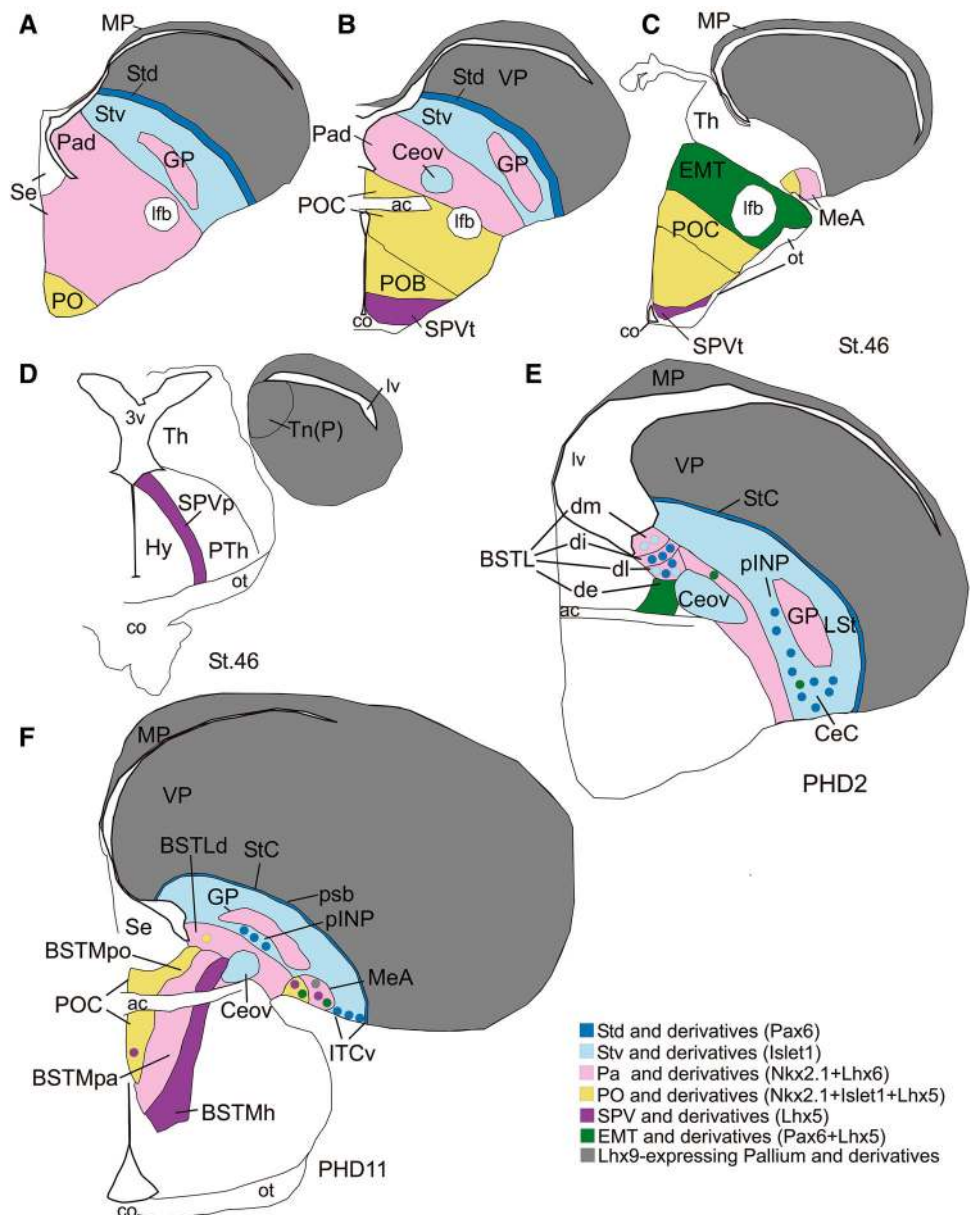 A
MP
Std
Stv
Pad
GP
Se
lfb
PO
B
Std
VP
Stv
Pad
Ceov
GP
POC
ac
lfb
POB
co
SPVt
C
MP
Th
EMT
lfb
MeA
POC
ot
co
SPVt
St.46
D
3v
lv
Tn(P)
Th
SPVp
Hy
PTh
ot
co
St.46
E
MP
lv
VP
StC
dm
di
pINP
BSTL
dl
de
Ceov
GP
LSt
ac
CeC
PHD2
F
MP
VP
BSTLd
StC
GP
psb
pINP
Se
BSTMpo
MeA
POC
ac
Ceov
ITCv
BSTMpa
BSTMh
PHD11
ot
co
Std and derivatives (Pax6)
Stv and derivatives (Islet1)
Pa and derivatives (Nkx2.1+Lhx6)
PO and derivatives (Nkx2.1+Islet1+Lhx5)
SPV and derivatives (Lhx5)
EMT and derivatives (Pax6+Lhx5)
Lhx9-expressing Pallium and derivatives